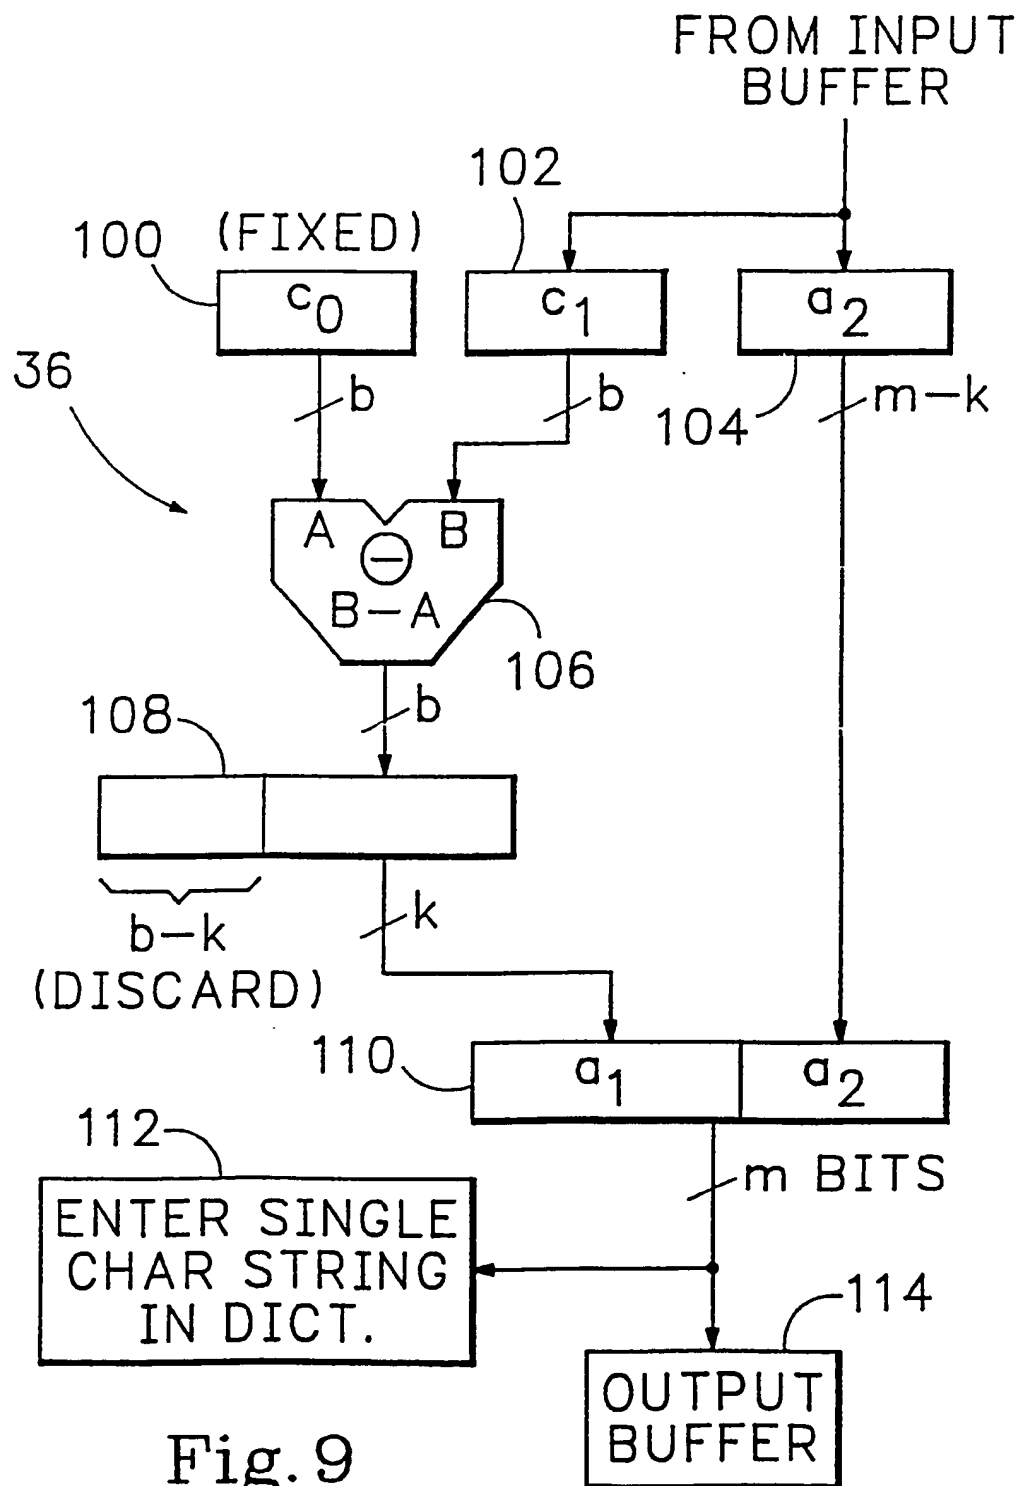 FROM INPUT
BUFFER
102
100
(FIXED)
c0
c1
a2
36
b
b
104
m-k
A
B
−
B-A
106
b
108
b-k
(DISCARD)
k
110
a1
a2
112
m BITS
ENTER SINGLE
CHAR STRING
IN DICT.
114
OUTPUT
BUFFER
Fig. 9